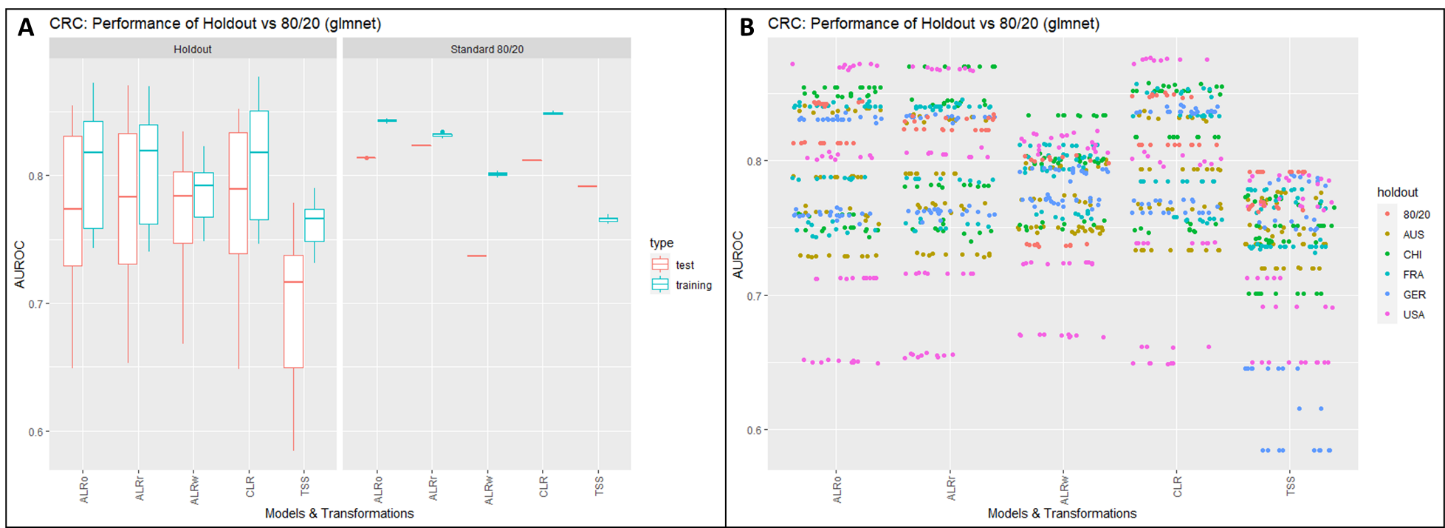 A
CRC: Performance of Holdout vs 80/20 (glmnet)
Holdout
Standard 80/20
AUROC
0.8
0.7
0.6
ALRo
ALRr
ALRw
CLR
TSS
ALRo
ALRr
ALRw
CLR
TSS
Models & Transformations
type
test
training
B
CRC: Performance of Holdout vs 80/20 (glmnet)
AUROC
0.8
0.7
0.6
ALRo
ALRr
ALRw
CLR
TSS
Models & Transformations
holdout
80/20
AUS
CHI
FRA
GER
USA